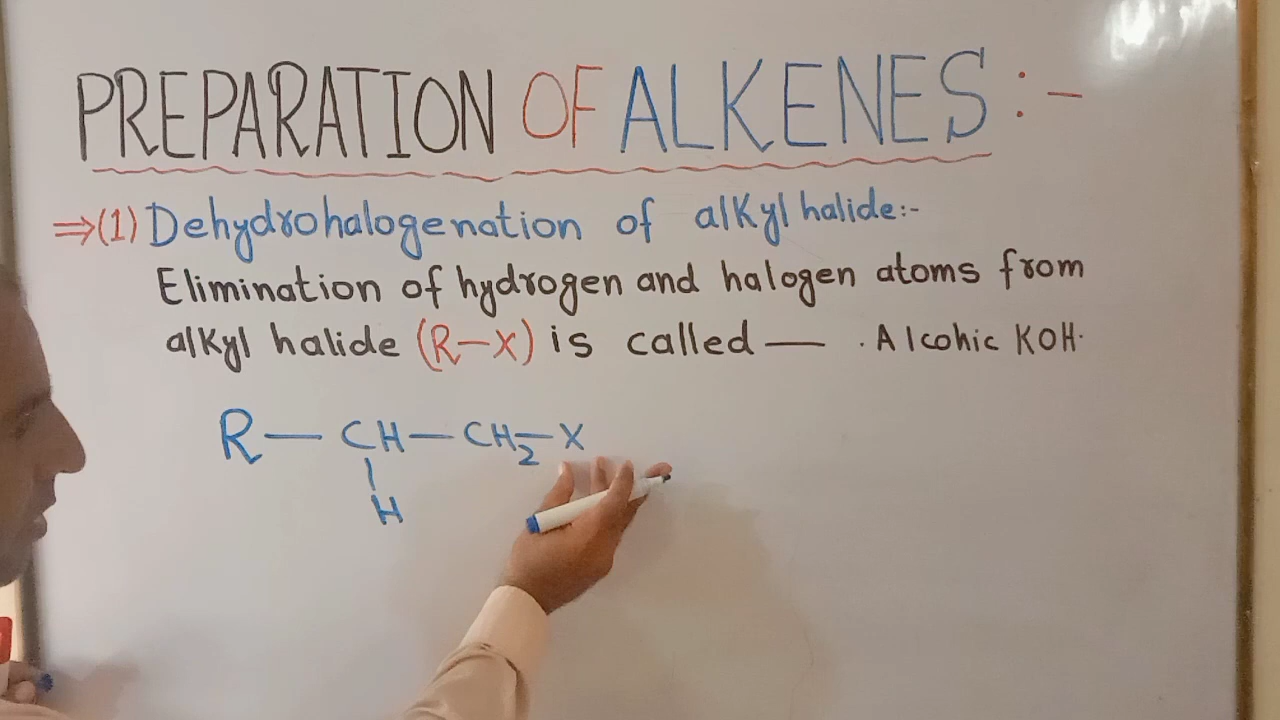 PREPARATION OF ALKENES :-
⇒(1) Dehydrohalogenation of alkyl halide:-
Elimination of hydrogen and halogen atoms from
alkyl halide (R-X) is called — . Alcohic KOH.
R — CH — CH2 — X
|
H